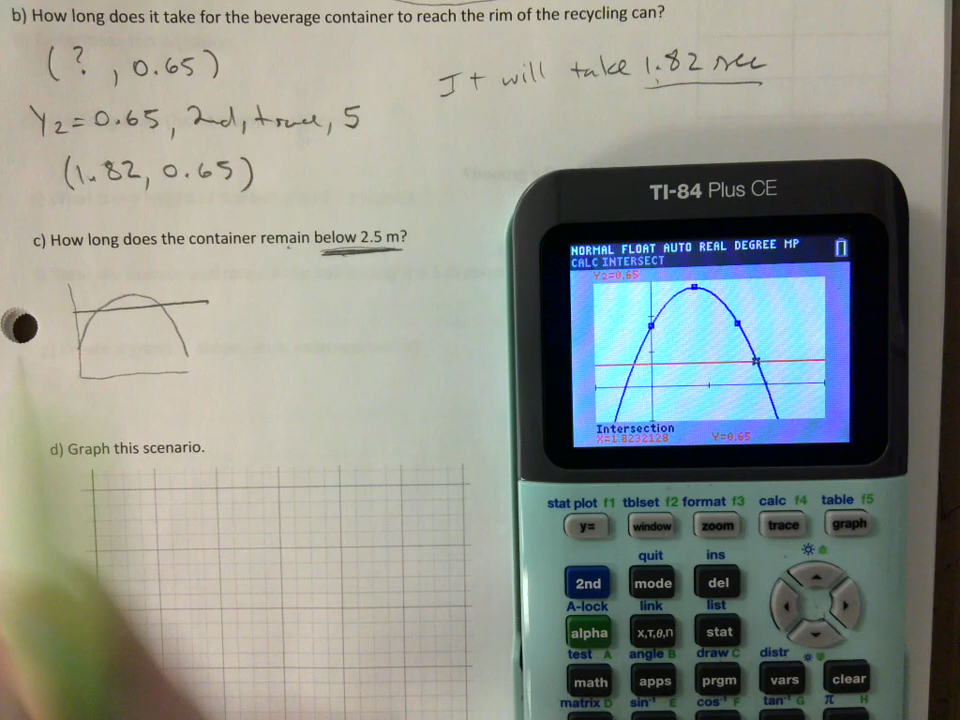 b) How long does it take for the beverage container to reach the rim of the recycling can?
(?, 0.65)
It will take 1.82 sec
Y2=0.65, 2nd, trace, 5
(1.82, 0.65)
c) How long does the container remain below 2.5 m?
d) Graph this scenario.
TI-84 Plus CE
NORMAL FLOAT AUTO REAL DEGREE MP
CALC INTERSECT
Y2=0.65
Intersection
X=1.8232128 Y=0.65
stat plot f1 tblset f2 format f3 calc f4 table f5
y= window zoom trace graph
quit ins
2nd mode del
A-lock link list
alpha X,T,θ,n stat
test A angle B draw C distr
math apps prgm vars clear
matrix D sin⁻¹ E cos⁻¹ F tan⁻¹ G π H